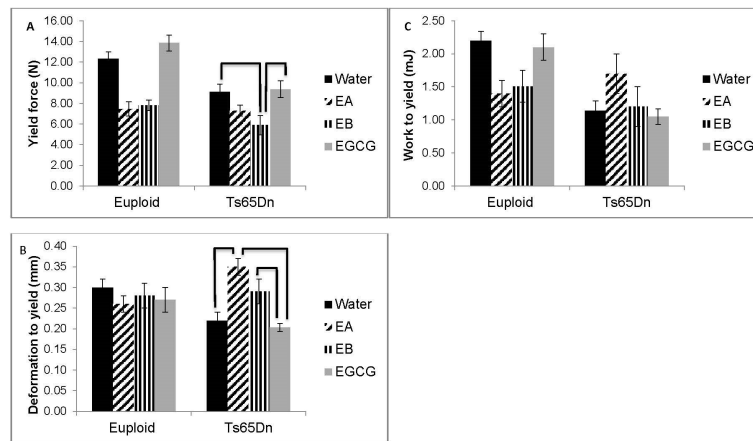 A
Yield force (N)
16.00
14.00
12.00
10.00
8.00
6.00
4.00
2.00
0.00
Euploid
Ts65Dn
Water
EA
EB
EGCG
C
Work to yield (mJ)
2.50
2.00
1.50
1.00
0.50
0.00
Euploid
Ts65Dn
Water
EA
EB
EGCG
B
Deformation to yield (mm)
0.40
0.35
0.30
0.25
0.20
0.15
0.10
0.05
0.00
Euploid
Ts65Dn
Water
EA
EB
EGCG